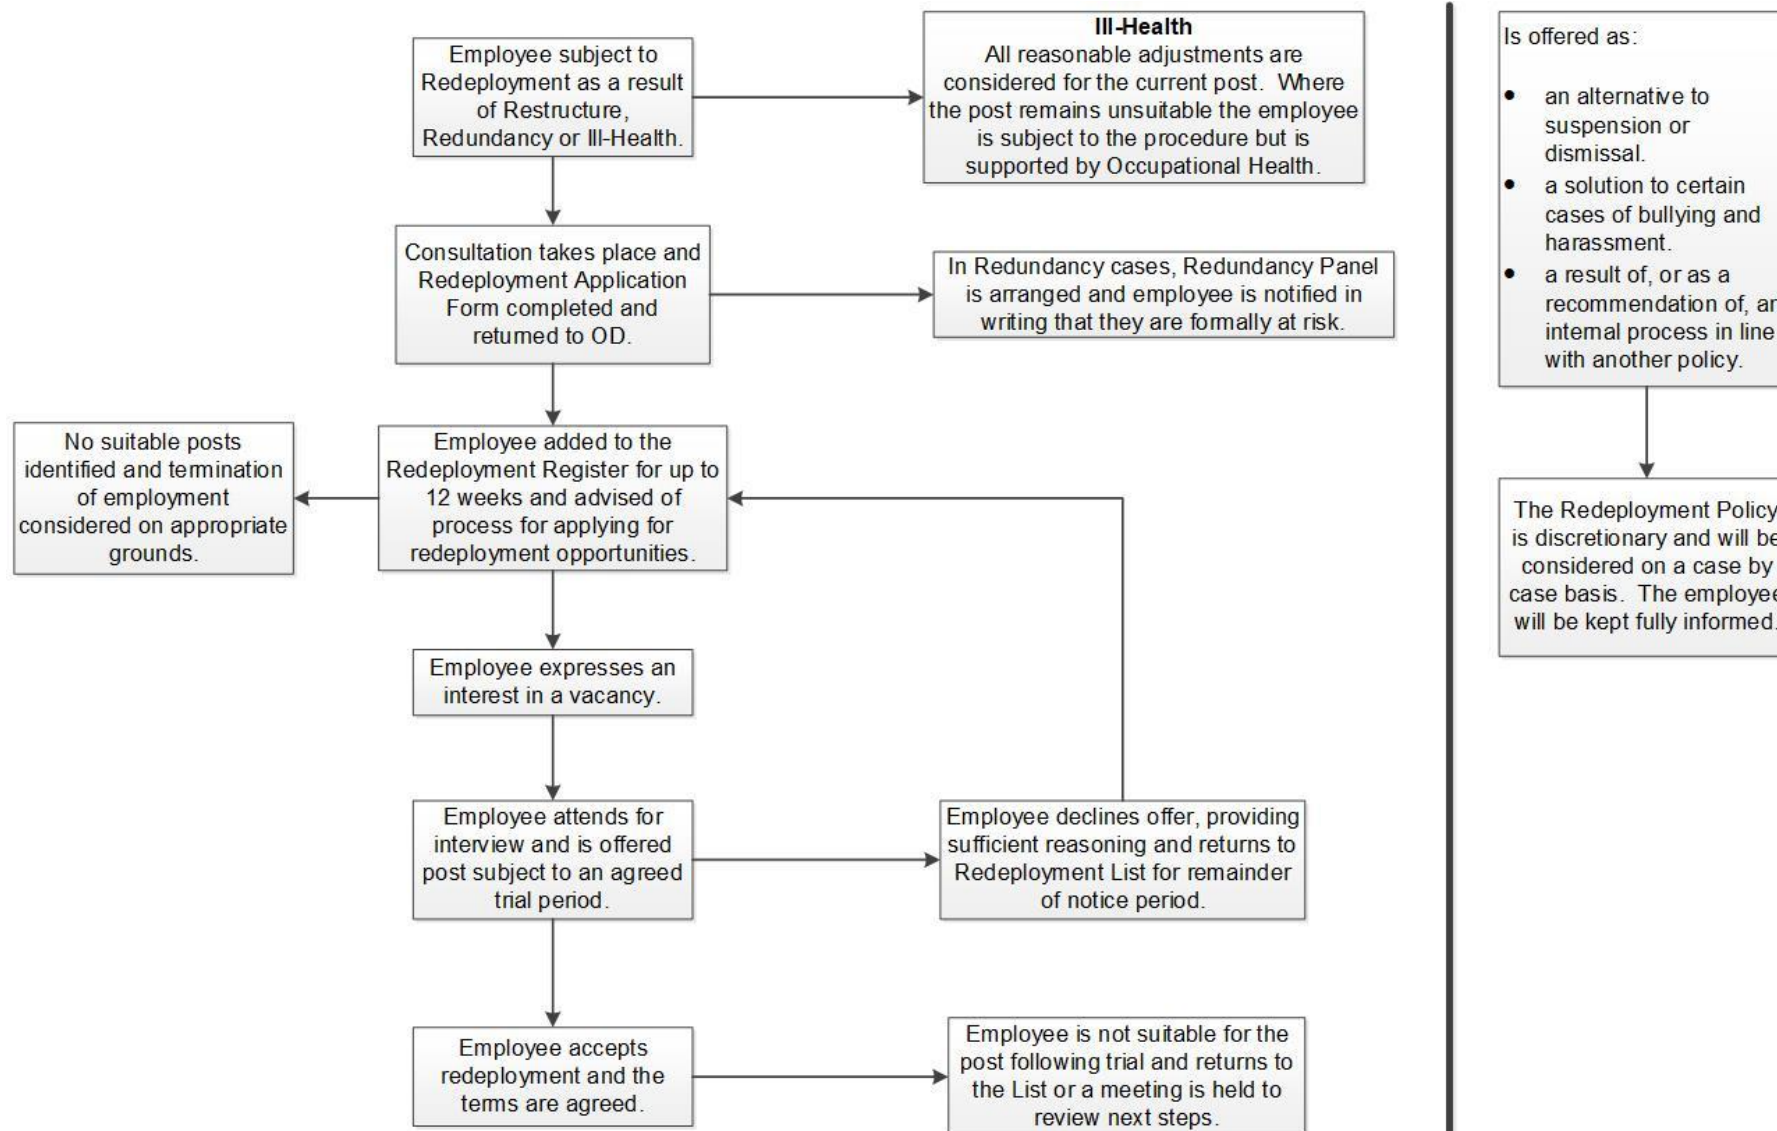 Employee subject to
Redeployment as a result
of Restructure,
Redundancy or Ill-Health.
Ill-Health
All reasonable adjustments are
considered for the current post.  Where
the post remains unsuitable the employee
is subject to the procedure but is
supported by Occupational Health.
Consultation takes place and
Redeployment Application
Form completed and
returned to OD.
In Redundancy cases, Redundancy Panel
is arranged and employee is notified in
writing that they are formally at risk.
No suitable posts
identified and termination
of employment
considered on appropriate
grounds.
Employee added to the
Redeployment Register for up to
12 weeks and advised of
process for applying for
redeployment opportunities.
Employee expresses an
interest in a vacancy.
Employee attends for
interview and is offered
post subject to an agreed
trial period.
Employee declines offer, providing
sufficient reasoning and returns to
Redeployment List for remainder
of notice period.
Employee accepts
redeployment and the
terms are agreed.
Employee is not suitable for the
post following trial and returns to
the List or a meeting is held to
review next steps.
Is offered as:
• an alternative to
suspension or
dismissal.
• a solution to certain
cases of bullying and
harassment.
• a result of, or as a
recommendation of,
internal process in line
with another policy.
The Redeployment Policy
is discretionary and will be
considered on a case by
case basis.  The employee
will be kept fully informed.